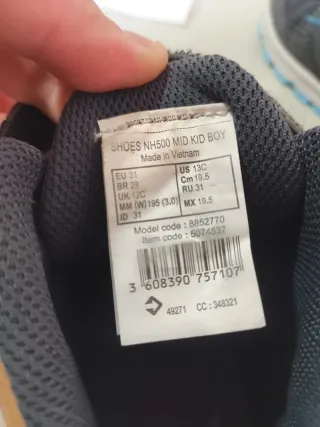 SHOES NH500 MID KID BOY
Made in Vietnam
EU 31 US 13C
BR 29 Cm 19.5
UK 12C RU 31
MM (W) 195 (3.0)
ID 31 MX 19.5
Model code : 8852770
Item code : 5074537
3 608390 757107
49271 CC : 348321